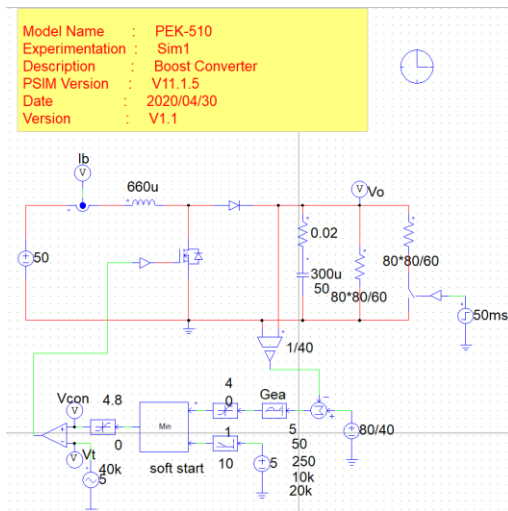 Model Name : PEK-510
Experimentation : Sim1
Description : Boost Converter
PSIM Version : V11.1.5
Date : 2020/04/30
Version : V1.1
Ib
V
660u
V Vo
50
0.02
300u
50
80*80/60
80*80/60
50ms
1/40
Vcon
V
4.8
0
Min
soft start
4
0
Gea
1
10
5
5
50
250
10k
20k
80/40
Vt
V
40k
5